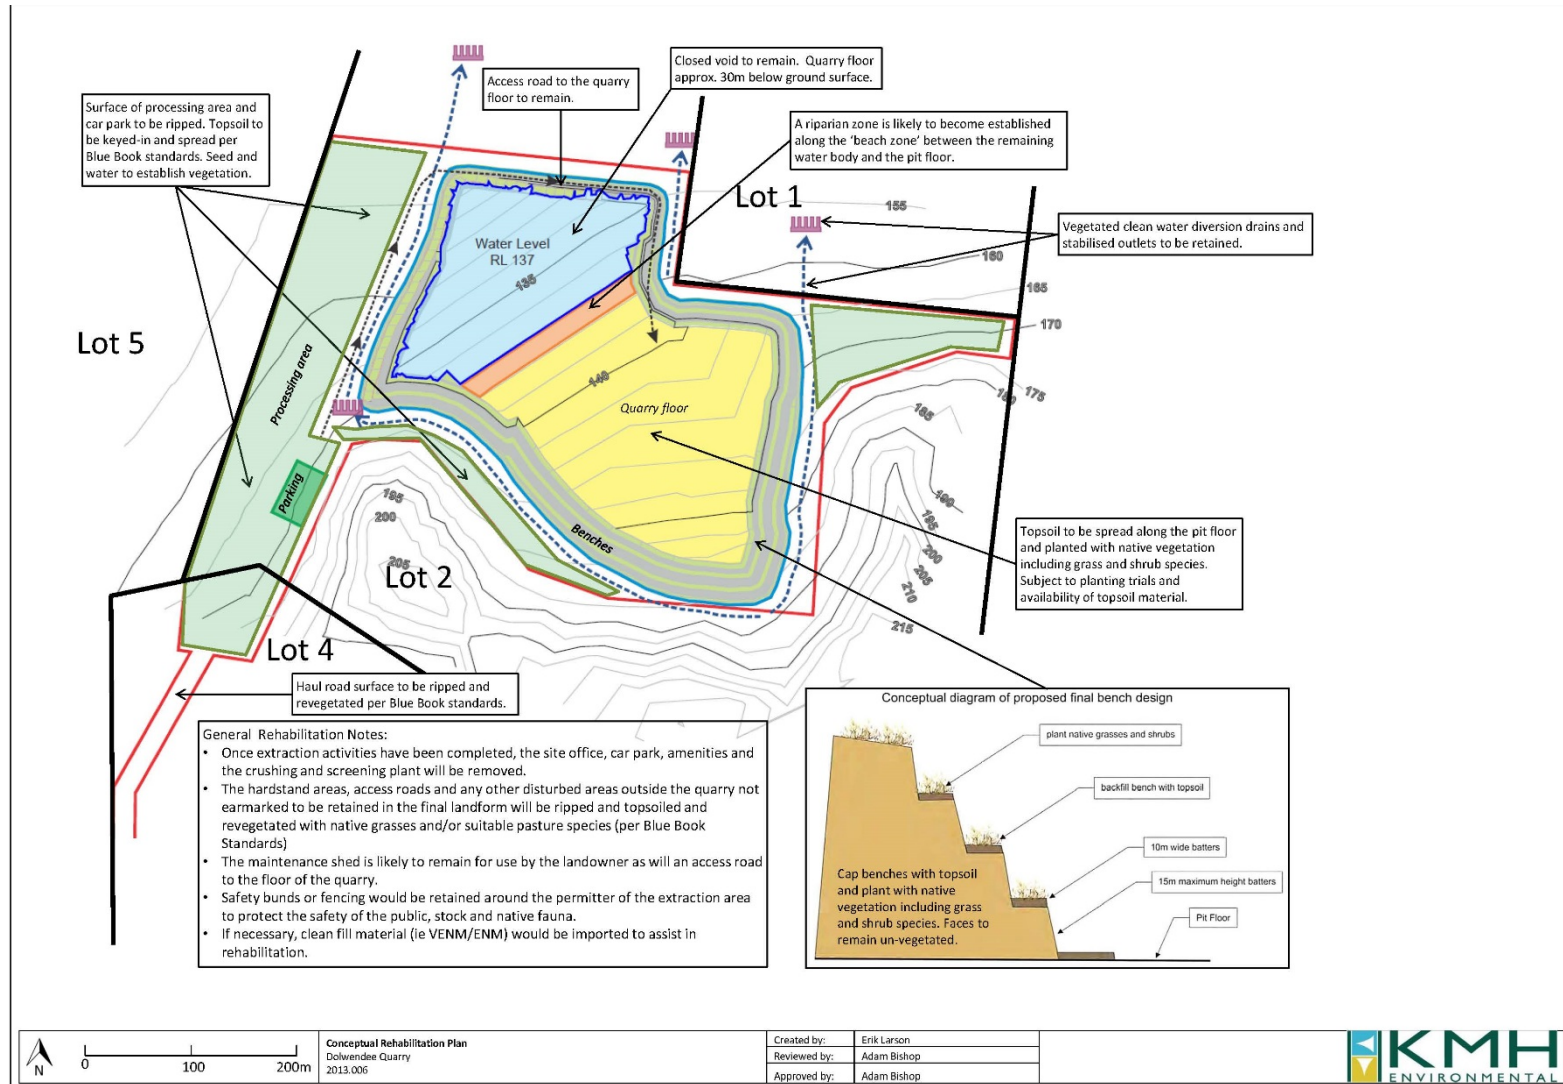 Closed void to remain. Quarry floor
approx. 30m below ground surface.
Access road to the quarry
floor to remain.
Surface of processing area and
car park to be ripped. Topsoil to
be keyed-in and spread per
Blue Book standards. Seed and
water to establish vegetation.
A riparian zone is likely to become established
along the 'beach zone' between the remaining
water body and the pit floor.
Lot 1
155
Vegetated clean water diversion drains and
stabilised outlets to be retained.
Water Level
RL 137
135
160
165
170
Lot 5
Processing area
140
Quarry floor
175
180
185
Parking
195
200
205
Benches
Lot 2
190
195
200
205
210
215
Topsoil to be spread along the pit floor
and planted with native vegetation
including grass and shrub species.
Subject to planting trials and
availability of topsoil material.
Lot 4
Haul road surface to be ripped and
revegetated per Blue Book standards.
General Rehabilitation Notes:
• Once extraction activities have been completed, the site office, car park, amenities and
the crushing and screening plant will be removed.
• The hardstand areas, access roads and any other disturbed areas outside the quarry not
earmarked to be retained in the final landform will be ripped and topsoiled and
revegetated with native grasses and/or suitable pasture species (per Blue Book
Standards)
• The maintenance shed is likely to remain for use by the landowner as will an access road
to the floor of the quarry.
• Safety bunds or fencing would be retained around the permitter of the extraction area
to protect the safety of the public, stock and native fauna.
• If necessary, clean fill material (ie VENM/ENM) would be imported to assist in
rehabilitation.
Conceptual diagram of proposed final bench design
plant native grasses and shrubs
backfill bench with topsoil
10m wide batters
15m maximum height batters
Pit Floor
Cap benches with topsoil
and plant with native
vegetation including grass
and shrub species. Faces to
remain un-vegetated.
N
0 100 200m
Conceptual Rehabilitation Plan
Dolwendee Quarry
2013.006
Created by: Erik Larson
Reviewed by: Adam Bishop
Approved by: Adam Bishop
KMH
ENVIRONMENTAL